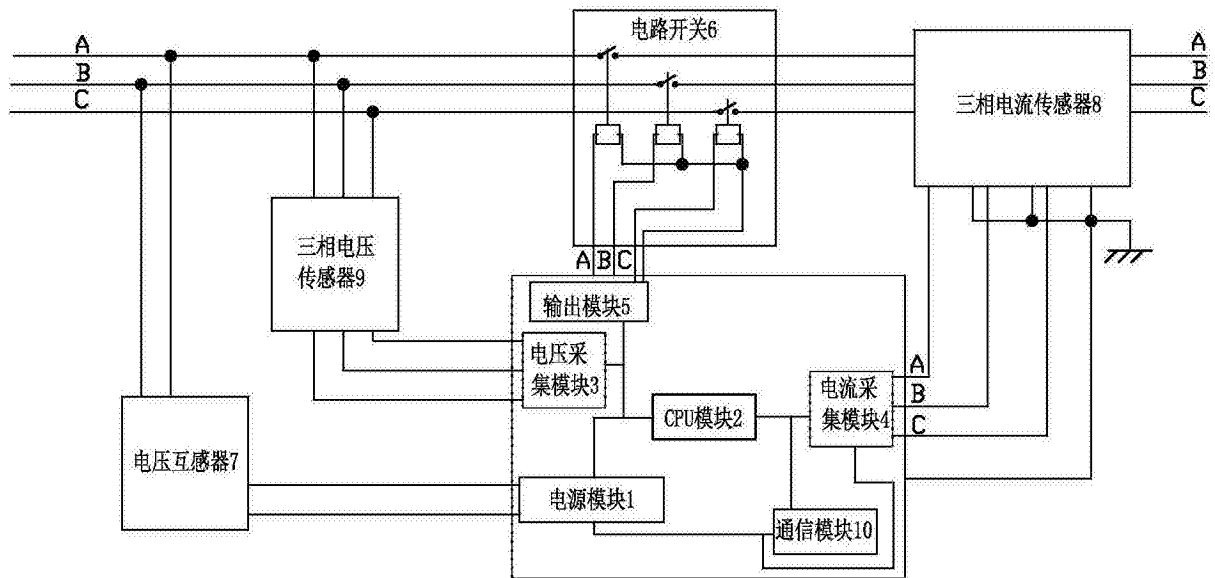 电路开关6
A
B
C
A
B
C
三相电流传感器8
三相电压
传感器9
A B C
输出模块5
电压采
集模块3
CPU模块2
电流采
集模块4
A
B
C
电压互感器7
电源模块1
通信模块10